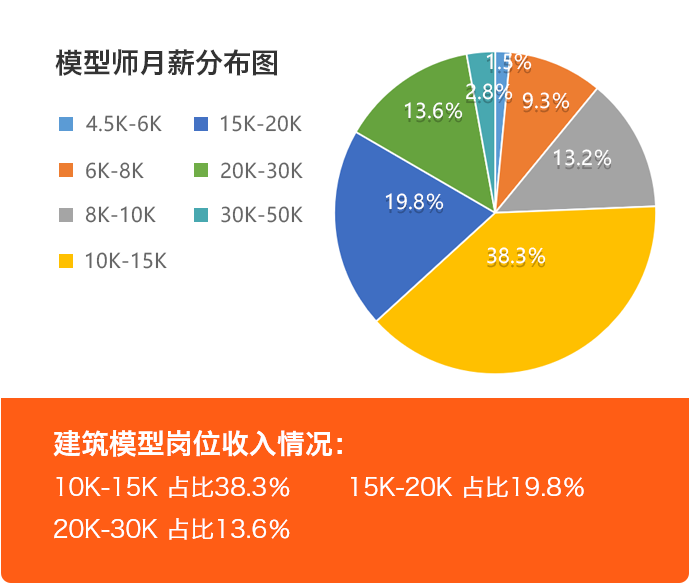 模型师月薪分布图
4.5K-6K 15K-20K
6K-8K 20K-30K
8K-10K 30K-50K
10K-15K
1.5%
2.8%
9.3%
13.6%
13.2%
19.8%
38.3%
建筑模型岗位收入情况：
10K-15K 占比38.3% 15K-20K 占比19.8%
20K-30K 占比13.6%